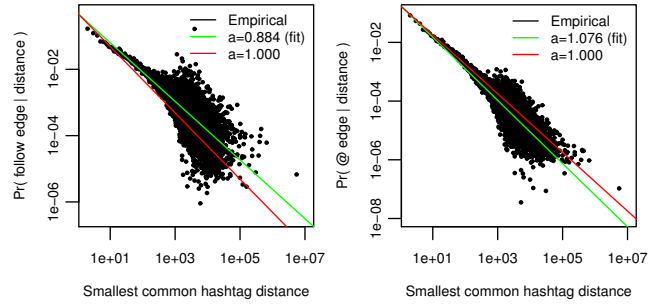 Empirical
a=0.884 (fit)
a=1.000
Pr( follow edge | distance )
1e-02
1e-04
1e-06
1e+01 1e+03 1e+05 1e+07
Smallest common hashtag distance
Empirical
a=1.076 (fit)
a=1.000
Pr( @ edge | distance )
1e-02
1e-04
1e-06
1e-08
1e+01 1e+03 1e+05 1e+07
Smallest common hashtag distance